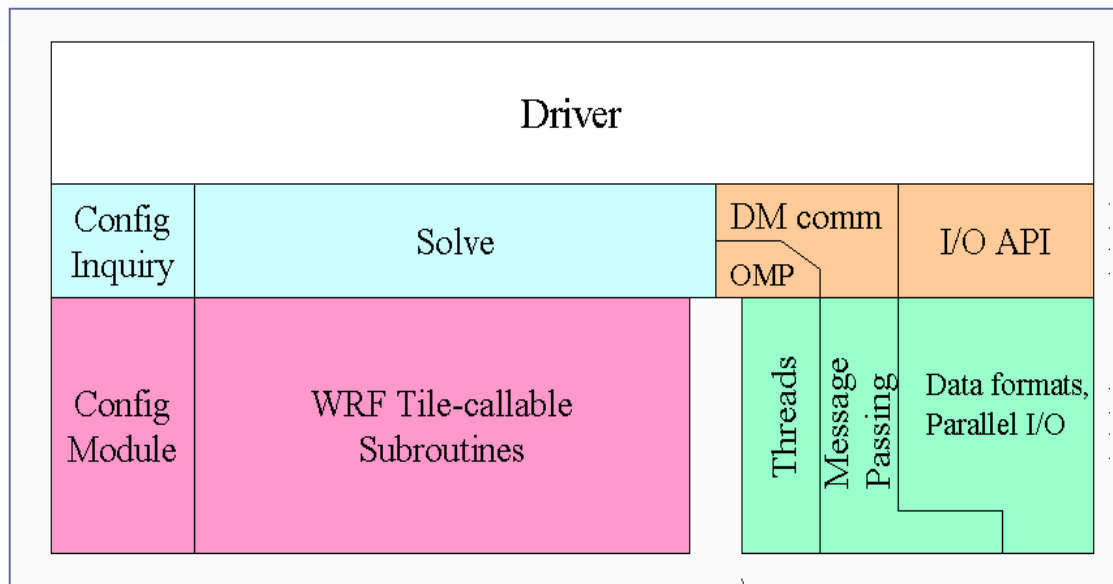 Driver
Config
Inquiry
Solve
DM comm
OMP
I/O API
Config
Module
WRF Tile-callable
Subroutines
Threads
Message
Passing
Data formats,
Parallel I/O